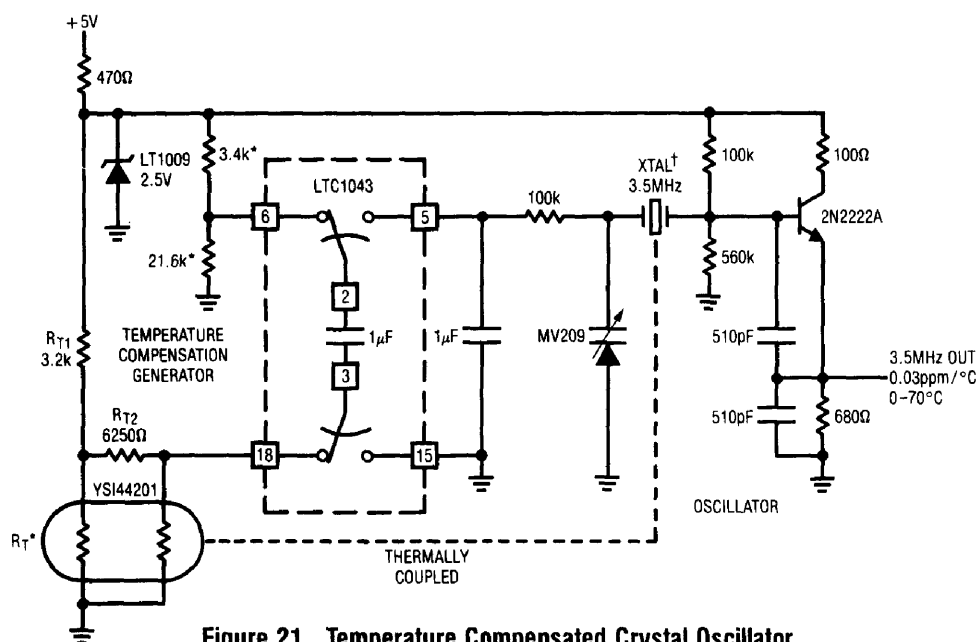 +5V
470Ω
LT1009
2.5V
3.4k*
21.6k*
LTC1043
6
5
2
1μF
3
18
15
1μF
100k
MV209
XTAL†
3.5MHz
100k
100Ω
2N2222A
560k
510pF
510pF
680Ω
3.5MHz OUT
0.03ppm/°C
0–70°C
TEMPERATURE
COMPENSATION
GENERATOR
RT1
3.2k
RT2
6250Ω
YSI44201
RT*
THERMALLY
COUPLED
OSCILLATOR
Figure 21. Temperature Compensated Crystal Oscillator